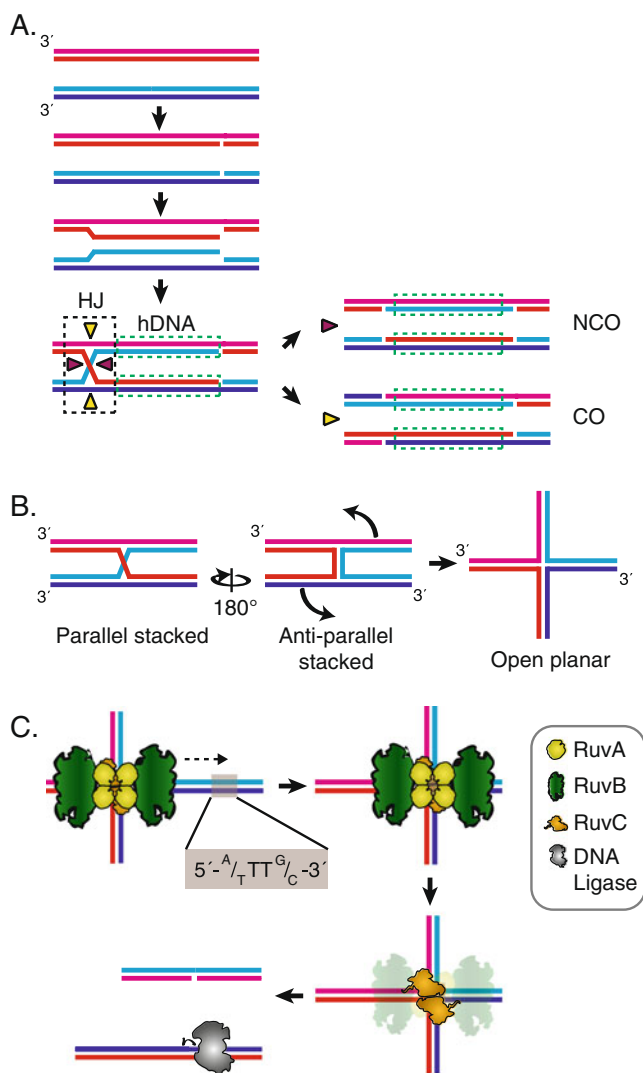 A.
3´
3´
HJ
hDNA
NCO
CO
B.
3´
3´
180°
3´
3´
3´
3´
Parallel stacked
Anti-parallel
stacked
Open planar
C.
5´-A/TTTG/C-3´
RuvA
RuvB
RuvC
DNA
Ligase